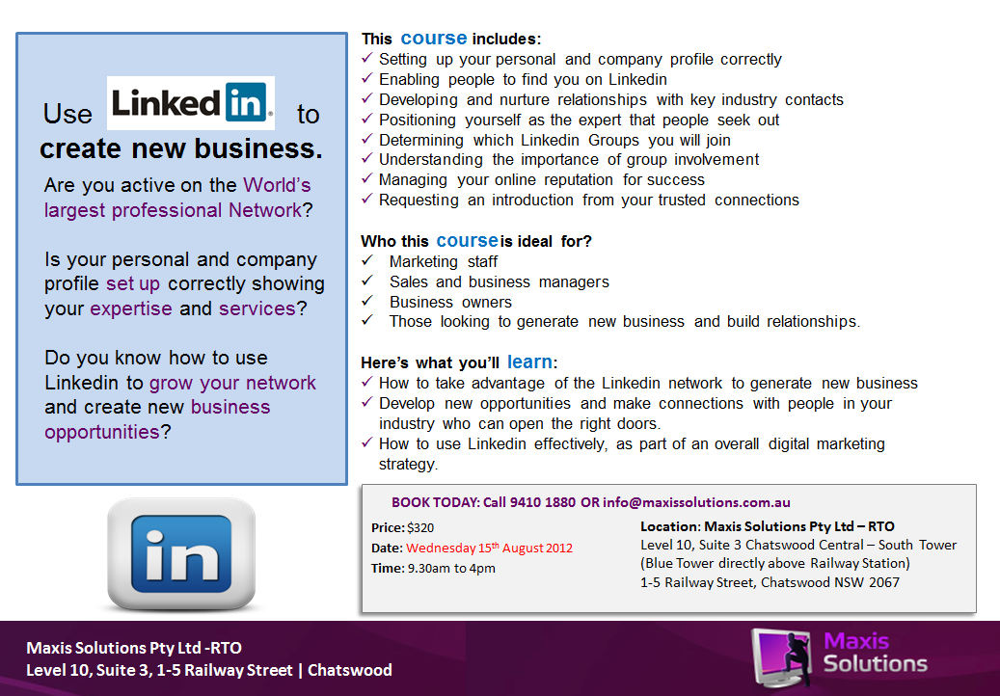 Use Linked in ® to
create new business.
Are you active on the World's
largest professional Network?
Is your personal and company
profile set up correctly showing
your expertise and services?
Do you know how to use
Linkedin to grow your network
and create new business
opportunities?
in
This course includes:
Setting up your personal and company profile correctly
Enabling people to find you on Linkedin
Developing and nurture relationships with key industry contacts
Positioning yourself as the expert that people seek out
Determining which Linkedin Groups you will join
Understanding the importance of group involvement
Managing your online reputation for success
Requesting an introduction from your trusted connections
Who this course is ideal for?
Marketing staff
Sales and business managers
Business owners
Those looking to generate new business and build relationships.
Here's what you'll learn:
How to take advantage of the Linkedin network to generate new business
Develop new opportunities and make connections with people in your
industry who can open the right doors.
How to use Linkedin effectively, as part of an overall digital marketing
strategy.
BOOK TODAY: Call 9410 1880 OR info@maxissolutions.com.au
Price: $320
Date: Wednesday 15th August 2012
Time: 9.30am to 4pm
Location: Maxis Solutions Pty Ltd – RTO
Level 10, Suite 3 Chatswood Central – South Tower
(Blue Tower directly above Railway Station)
1-5 Railway Street, Chatswood NSW 2067
Maxis Solutions Pty Ltd -RTO
Level 10, Suite 3, 1-5 Railway Street | Chatswood
Maxis
Solutions